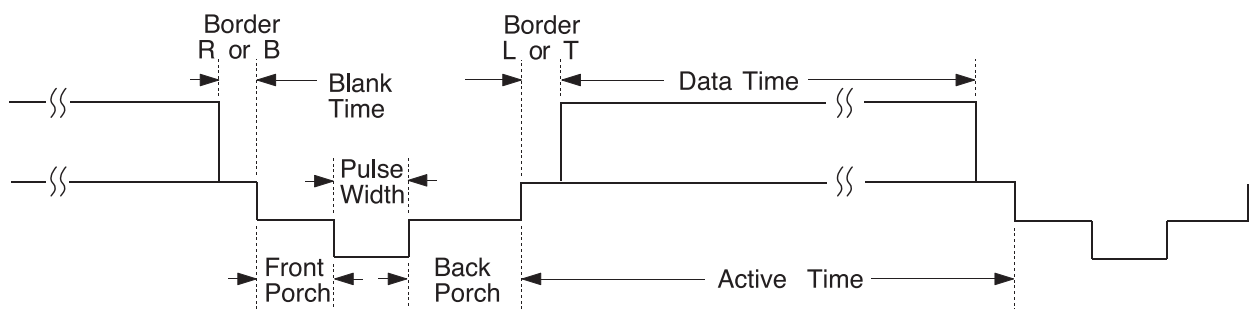 Border
R or B
Border
L or T
Blank
Time
Data Time
Pulse
Width
Front
Porch
Back
Porch
Active Time